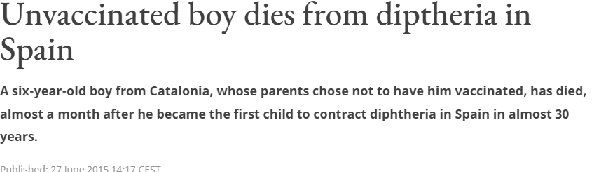 Unvaccinated boy dies from diptheria in
Spain
A six-year-old boy from Catalonia, whose parents chose not to have him vaccinated, has died,
almost a month after he became the first child to contract diphtheria in Spain in almost 30
years.
Published: 27 June 2015 14:17 CEST